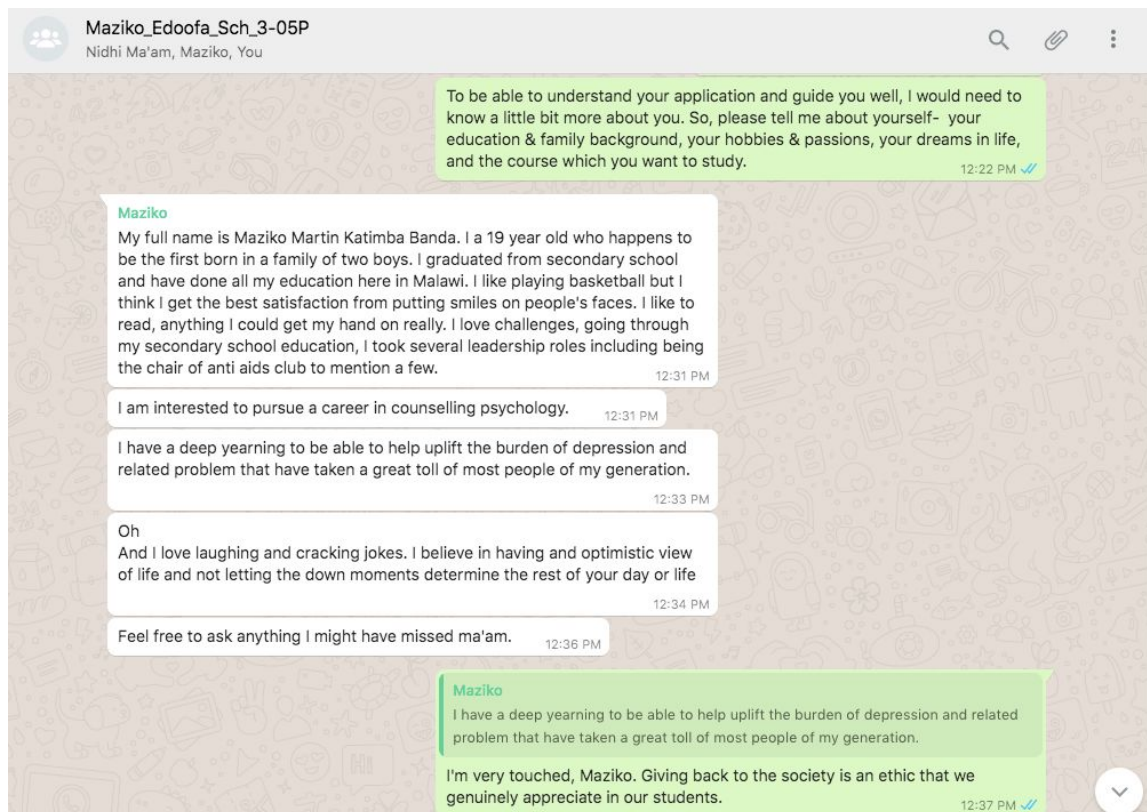 Maziko_Edoofa_Sch_3-05P
Nidhi Ma'am, Maziko, You
To be able to understand your application and guide you well, I would need to
know a little bit more about you. So, please tell me about yourself- your
education & family background, your hobbies & passions, your dreams in life,
and the course which you want to study.
12:22 PM
Maziko
My full name is Maziko Martin Katimba Banda. I a 19 year old who happens to
be the first born in a family of two boys. I graduated from secondary school
and have done all my education here in Malawi. I like playing basketball but I
think I get the best satisfaction from putting smiles on people's faces. I like to
read, anything I could get my hand on really. I love challenges, going through
my secondary school education, I took several leadership roles including being
the chair of anti aids club to mention a few.
12:31 PM
I am interested to pursue a career in counselling psychology.
12:31 PM
I have a deep yearning to be able to help uplift the burden of depression and
related problem that have taken a great toll of most people of my generation.
12:33 PM
Oh
And I love laughing and cracking jokes. I believe in having and optimistic view
of life and not letting the down moments determine the rest of your day or life
12:34 PM
Feel free to ask anything I might have missed ma'am.
12:36 PM
Maziko
I have a deep yearning to be able to help uplift the burden of depression and related
problem that have taken a great toll of most people of my generation.
I'm very touched, Maziko. Giving back to the society is an ethic that we
genuinely appreciate in our students.
12:37 PM